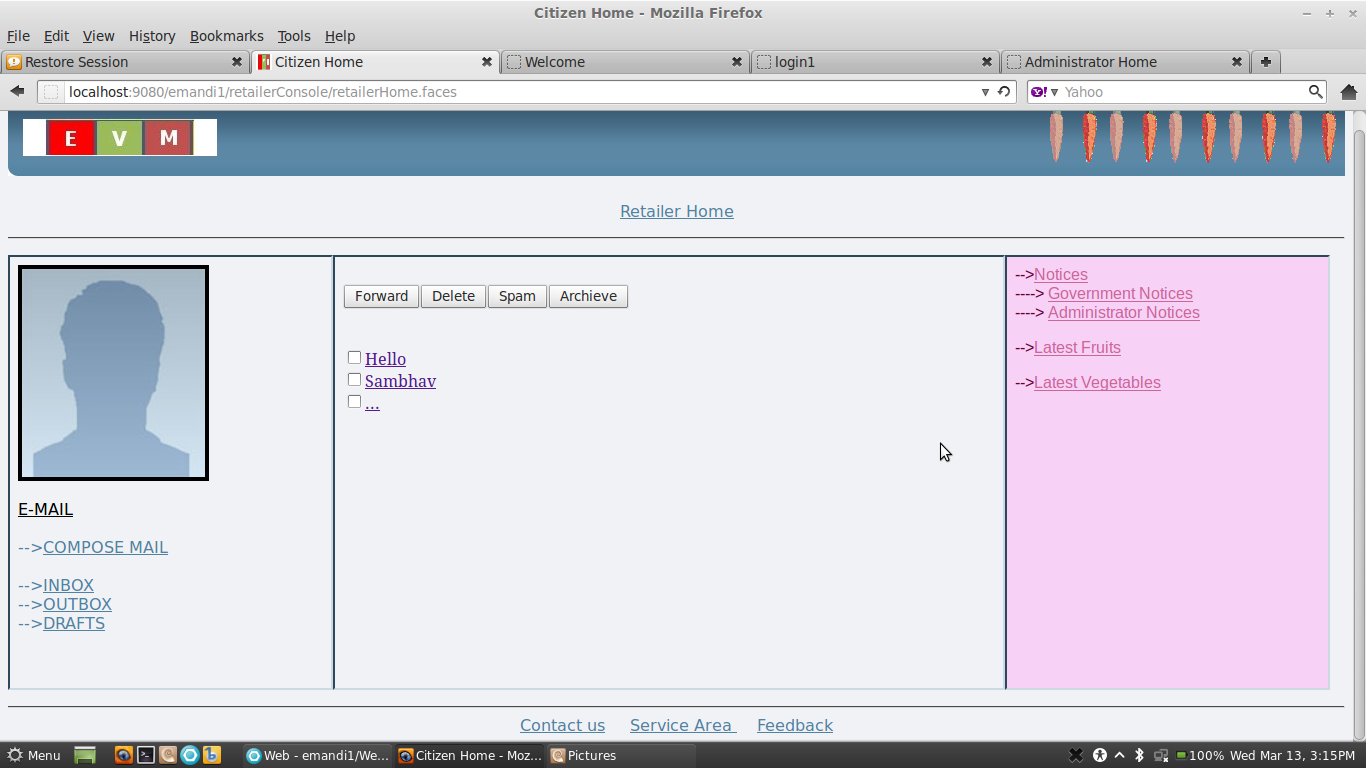 Citizen Home - Mozilla Firefox
File Edit View History Bookmarks Tools Help
Restore Session Citizen Home Welcome login1 Administrator Home
localhost:9080/emandi1/retailerConsole/retailerHome.faces Yahoo
E V M
Retailer Home
Forward Delete Spam Archieve
Hello
Sambhav
...
-->Notices
----> Government Notices
----> Administrator Notices
-->Latest Fruits
-->Latest Vegetables
E-MAIL
-->COMPOSE MAIL
-->INBOX
-->OUTBOX
-->DRAFTS
Contact us Service Area Feedback
Menu Web - emandi1/We... Citizen Home - Moz... Pictures 100% Wed Mar 13, 3:15PM